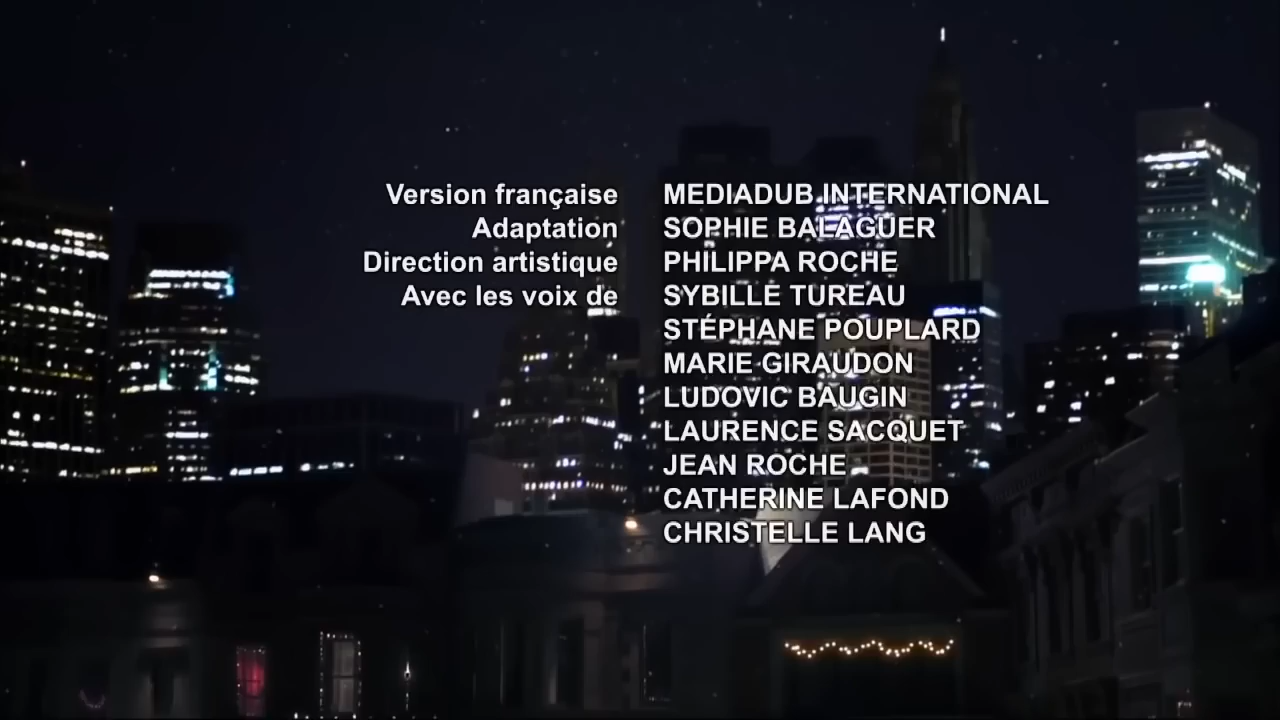 Version française MEDIADUB INTERNATIONAL
Adaptation SOPHIE BALAGUER
Direction artistique PHILIPPA ROCHE
Avec les voix de SYBILLE TUREAU
STÉPHANE POUPLARD
MARIE GIRAUDON
LUDOVIC BAUGIN
LAURENCE SACQUET
JEAN ROCHE
CATHERINE LAFOND
CHRISTELLE LANG